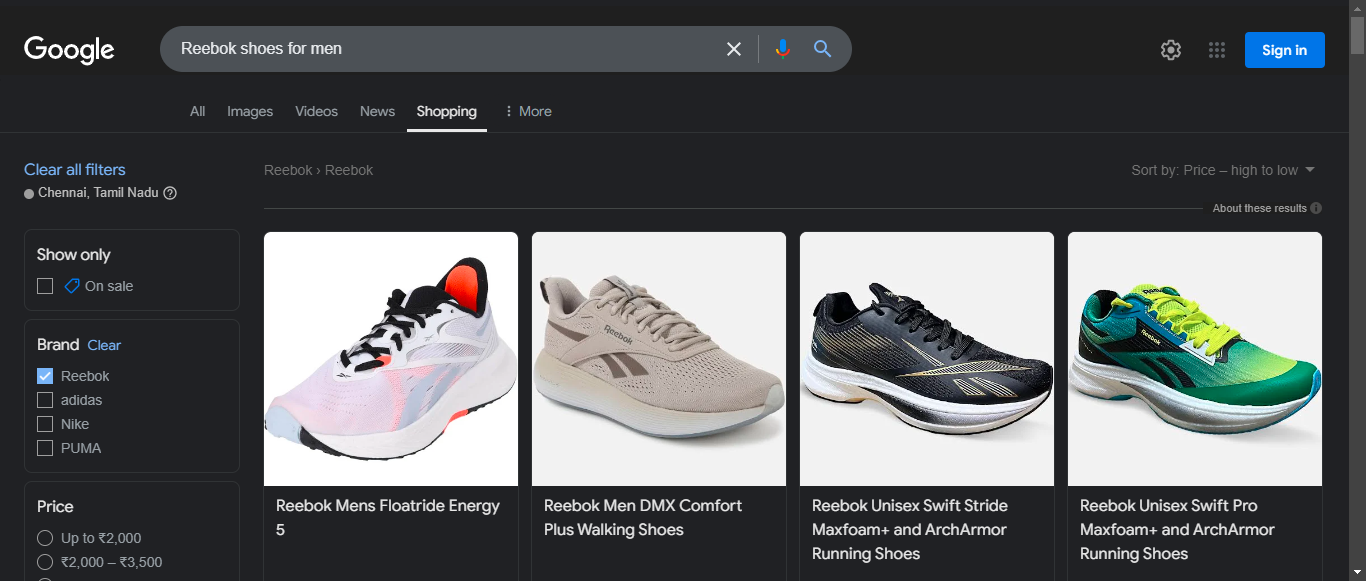 Google
Reebok shoes for men
Sign in
All
Images
Videos
News
Shopping
More
Clear all filters
Chennai, Tamil Nadu
Reebok › Reebok
Sort by: Price – high to low
About these results
Show only
On sale
Brand Clear
Reebok
adidas
Nike
PUMA
Price
Up to ₹2,000
₹2,000 – ₹3,500
Reebok
Reebok
Reebok
Reebok Mens Floatride Energy
5
Reebok Men DMX Comfort
Plus Walking Shoes
Reebok Unisex Swift Stride
Maxfoam+ and ArchArmor
Running Shoes
Reebok Unisex Swift Pro
Maxfoam+ and ArchArmor
Running Shoes